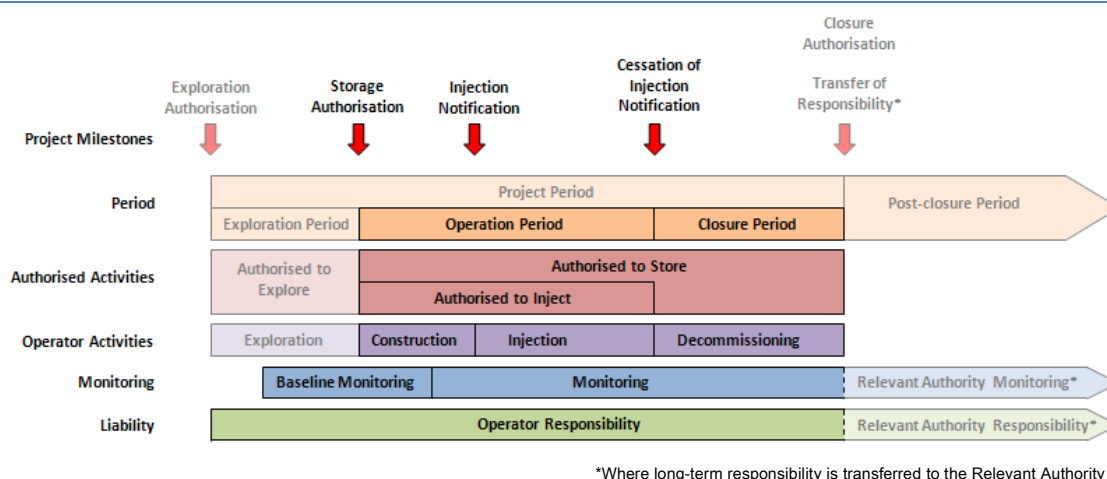 Closure
Authorisation
Exploration
Authorisation
Storage
Authorisation
Injection
Notification
Cessation of
Injection
Notification
Transfer of
Responsibility*
Project Milestones
Period
Project Period
Exploration Period
Operation Period
Closure Period
Post-closure Period
Authorised Activities
Authorised to
Explore
Authorised to Store
Authorised to Inject
Operator Activities
Exploration
Construction
Injection
Decommissioning
Monitoring
Baseline Monitoring
Monitoring
Relevant Authority Monitoring*
Liability
Operator Responsibility
Relevant Authority Responsibility*
*Where long-term responsibility is transferred to the Relevant Authority